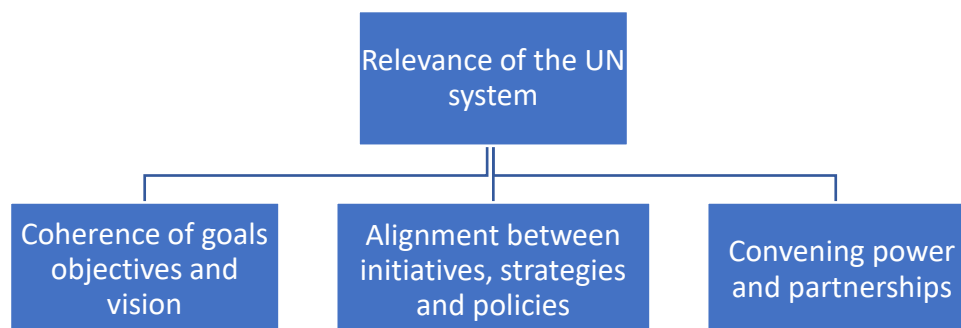 Relevance of the UN
system
Coherence of goals
objectives and
vision
Alignment between
initiatives, strategies
and policies
Convening power
and partnerships